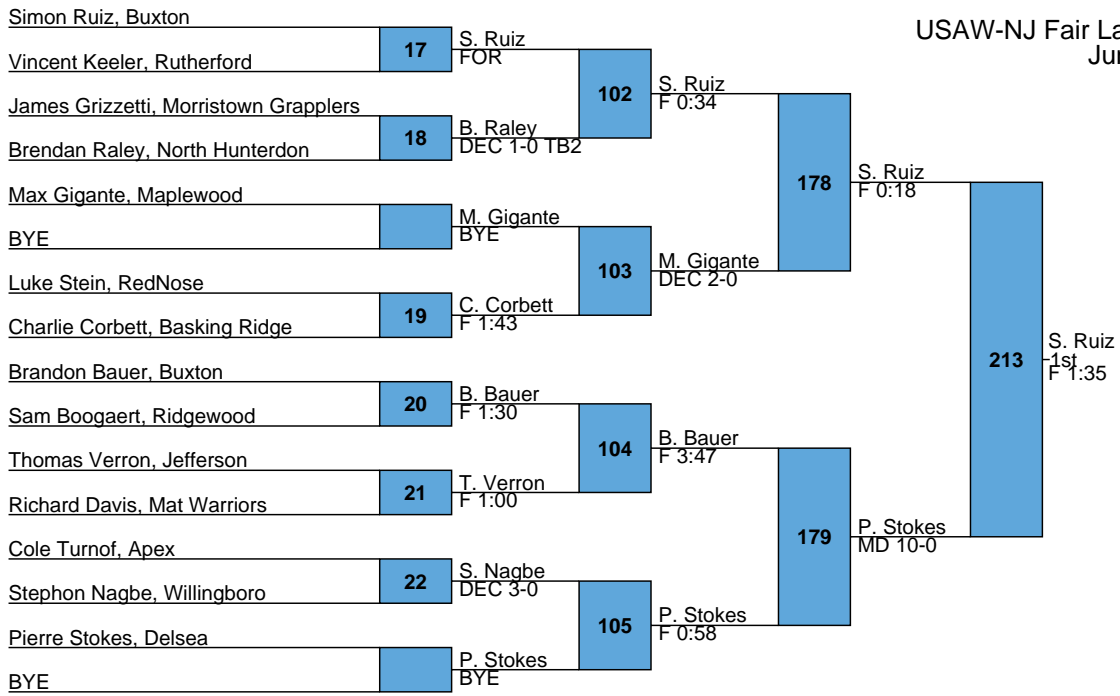 Simon Ruiz, Buxton
17
S. Ruiz
FOR
Vincent Keeler, Rutherford
USAW-NJ Fair La
Jun
102
S. Ruiz
F 0:34
James Grizzetti, Morristown Grapplers
18
B. Raley
DEC 1-0 TB2
Brendan Raley, North Hunterdon
178
S. Ruiz
F 0:18
Max Gigante, Maplewood
M. Gigante
BYE
BYE
103
M. Gigante
DEC 2-0
Luke Stein, RedNose
19
C. Corbett
F 1:43
Charlie Corbett, Basking Ridge
213
S. Ruiz
1st
F 1:35
Brandon Bauer, Buxton
20
B. Bauer
F 1:30
Sam Boogaert, Ridgewood
104
B. Bauer
F 3:47
Thomas Verron, Jefferson
21
T. Verron
F 1:00
Richard Davis, Mat Warriors
179
P. Stokes
MD 10-0
Cole Turnof, Apex
22
S. Nagbe
DEC 3-0
Stephon Nagbe, Willingboro
105
P. Stokes
F 0:58
Pierre Stokes, Delsea
P. Stokes
BYE
BYE